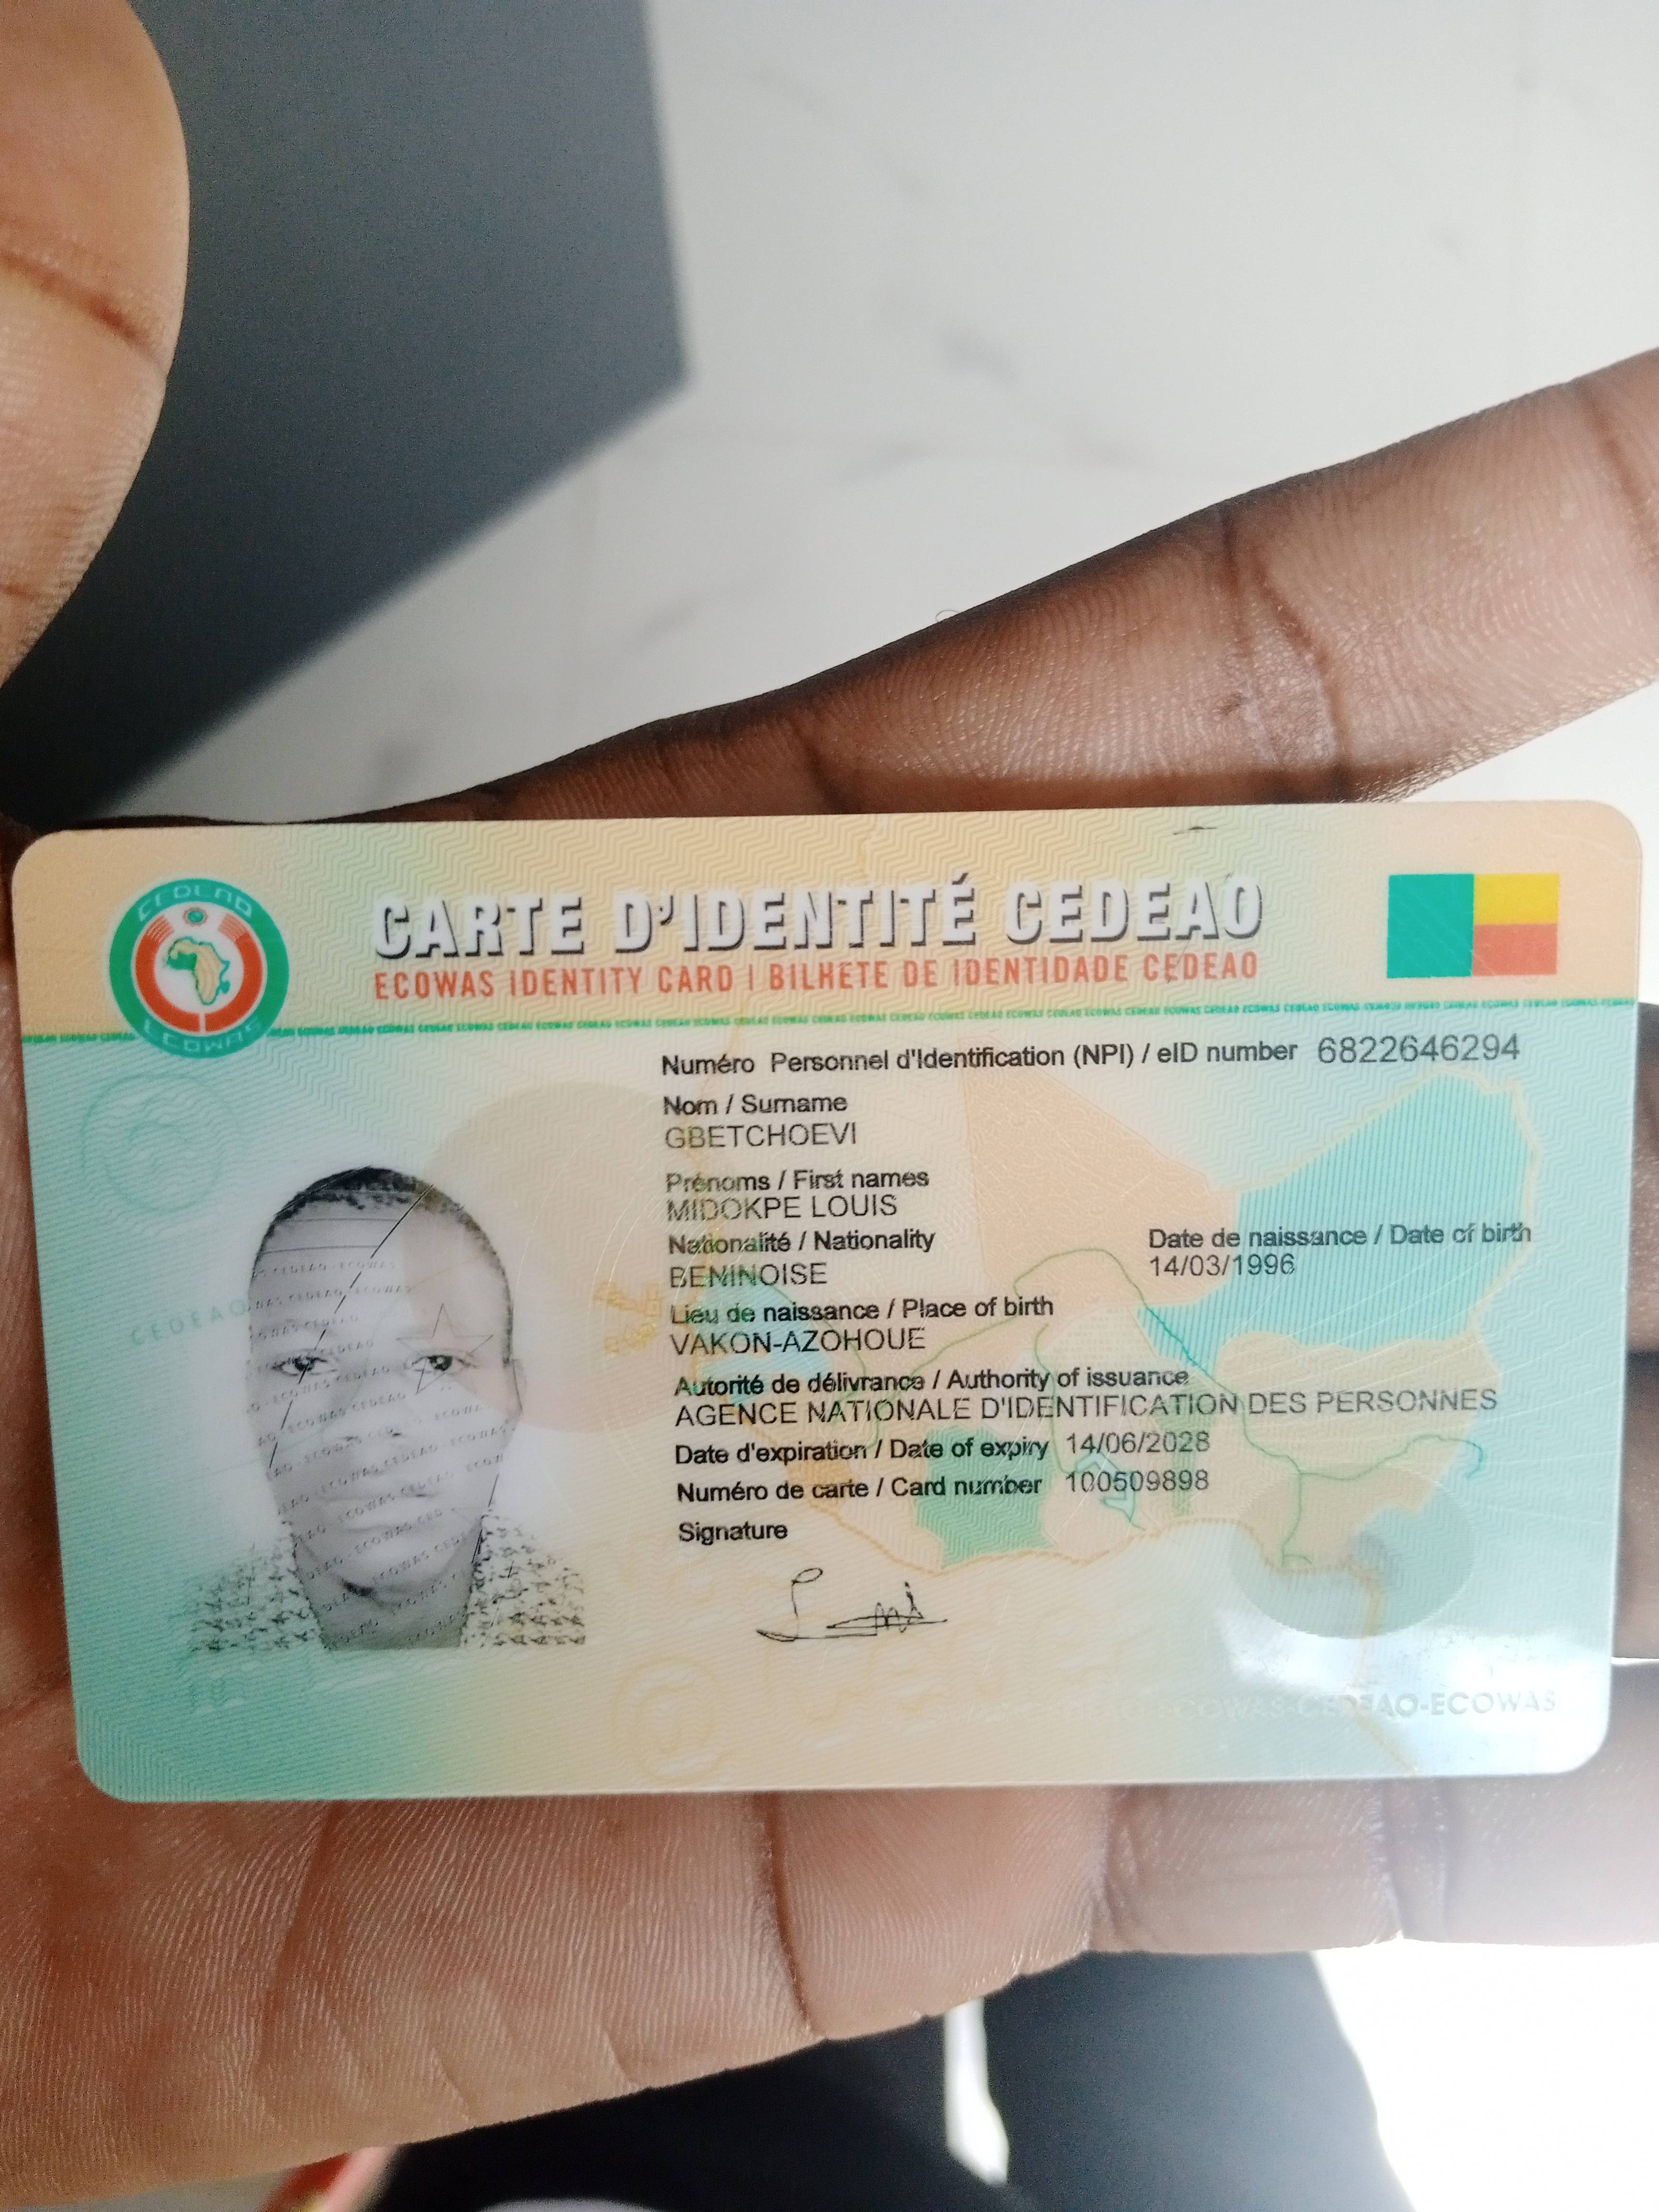 CEDEAO
ECOWAS
CARTE D'IDENTITÉ CEDEAO
ECOWAS IDENTITY CARD | BILHETE DE IDENTIDADE CEDEAO
Numéro Personnel d'Identification (NPI) / eID number 6822646294
Nom / Surname
GBETCHOEVI
Prénoms / First names
MIDOKPE LOUIS
Nationalité / Nationality
BENINOISE
Date de naissance / Date of birth
14/03/1996
Lieu de naissance / Place of birth
VAKON-AZOHOUE
Autorité de délivrance / Authority of issuance
AGENCE NATIONALE D'IDENTIFICATION DES PERSONNES
Date d'expiration / Date of expiry 14/06/2028
Numéro de carte / Card number 100509898
Signature
CEDEAO
ECOWAS-CEDEAO-ECOWAS